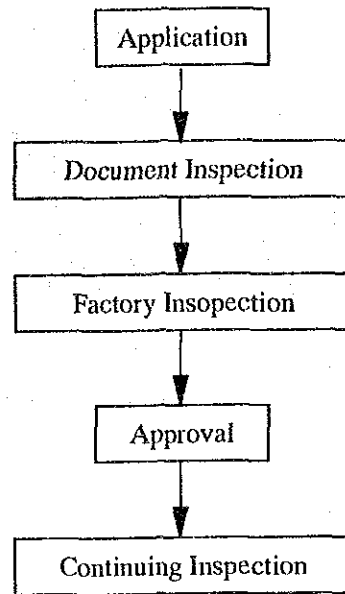 Application
Document Inspection
Factory Insopection
Approval
Continuing Inspection